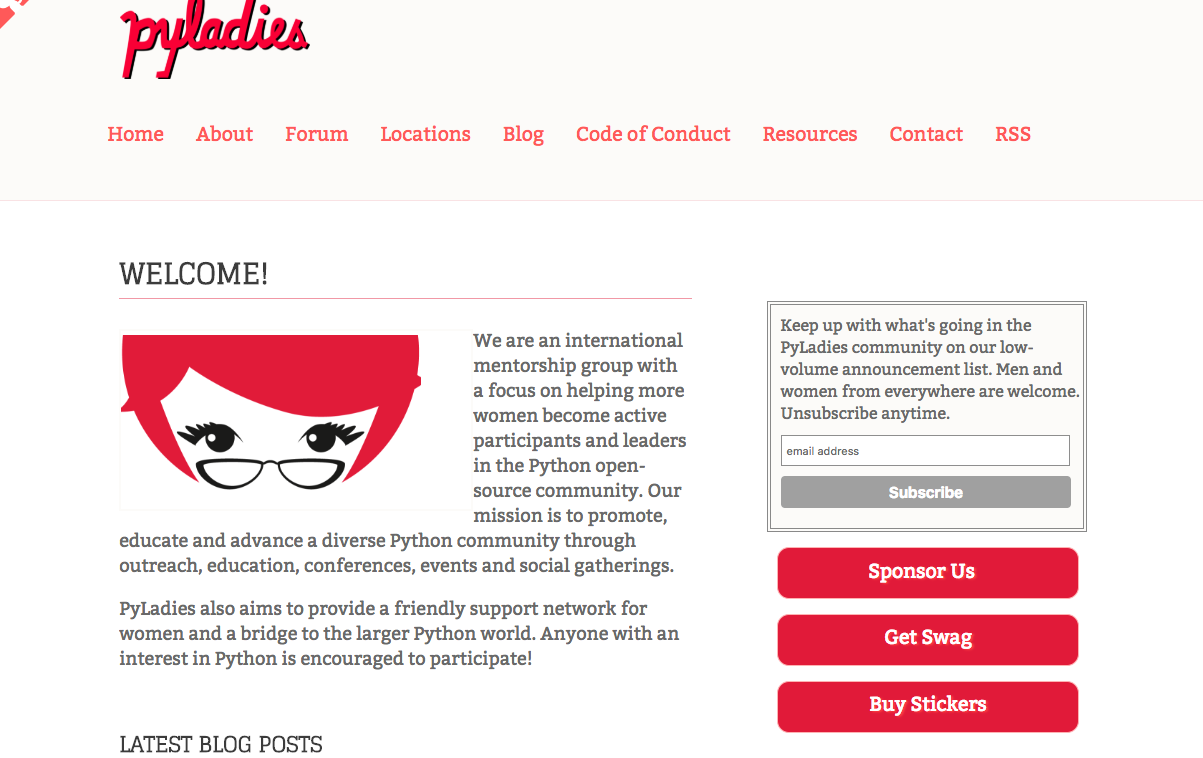 pyladies
Home About Forum Locations Blog Code of Conduct Resources Contact RSS
WELCOME!
We are an international
mentorship group with
a focus on helping more
women become active
participants and leaders
in the Python open-
source community. Our
mission is to promote,
educate and advance a diverse Python community through
outreach, education, conferences, events and social gatherings.
PyLadies also aims to provide a friendly support network for
women and a bridge to the larger Python world. Anyone with an
interest in Python is encouraged to participate!
LATEST BLOG POSTS
Keep up with what's going in the
PyLadies community on our low-
volume announcement list. Men and
women from everywhere are welcome.
Unsubscribe anytime.
email address
Subscribe
Sponsor Us
Get Swag
Buy Stickers